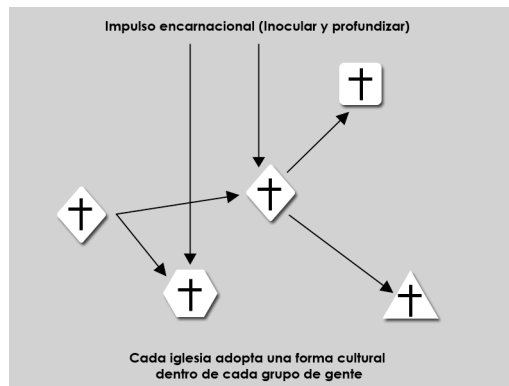 Impulso encarnacional (Inocular y profundizar)
Cada iglesia adopta una forma cultural
dentro de cada grupo de gente